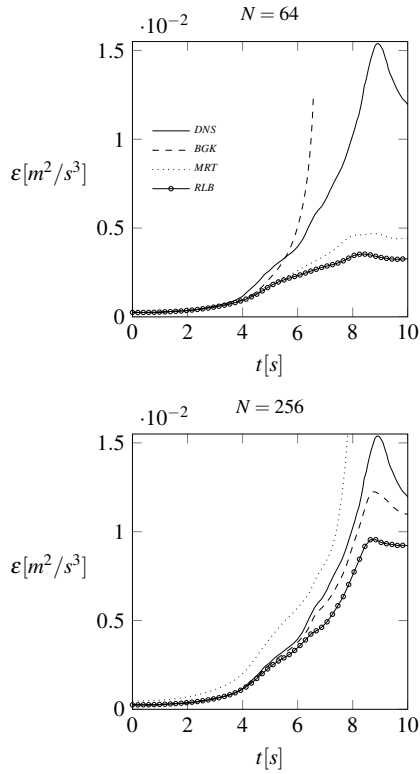 N = 64
·10⁻²
1.5
1
ε[m²/s³]
0.5
0
DNS
BGK
MRT
RLB
0 2 4 6 8 10
t[s]
N = 256
·10⁻²
1.5
1
ε[m²/s³]
0.5
0
0 2 4 6 8 10
t[s]